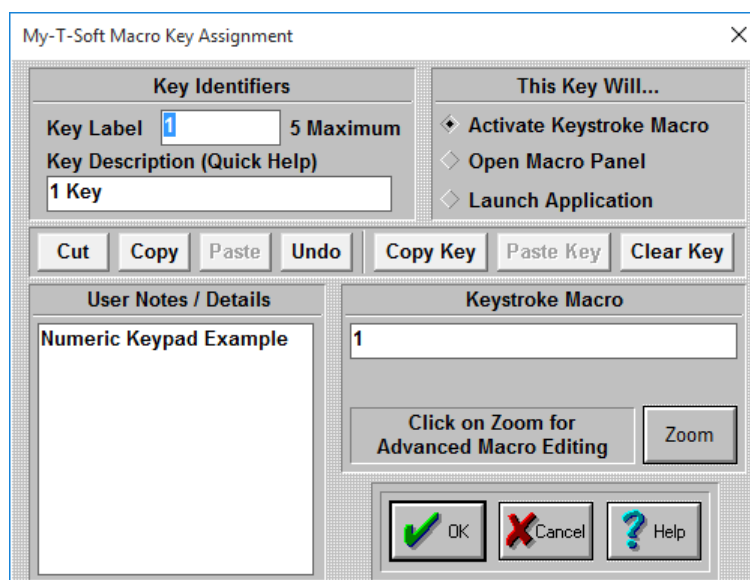 My-T-Soft Macro Key Assignment
Key Identifiers
Key Label 1 5 Maximum
Key Description (Quick Help)
1 Key
This Key Will...
Activate Keystroke Macro
Open Macro Panel
Launch Application
Cut Copy Paste Undo Copy Key Paste Key Clear Key
User Notes / Details
Numeric Keypad Example
Keystroke Macro
1
Click on Zoom for
Advanced Macro Editing
Zoom
OK Cancel Help